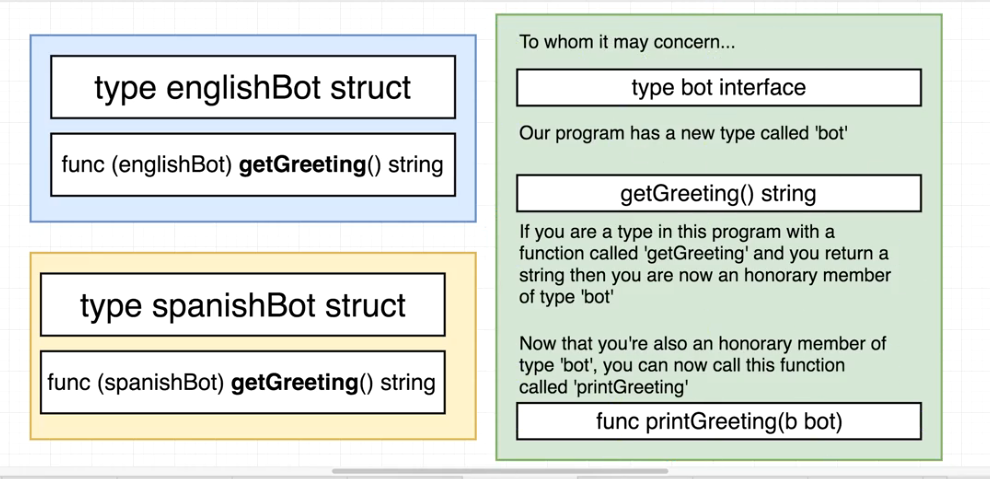 type englishBot struct
func (englishBot) getGreeting() string
type spanishBot struct
func (spanishBot) getGreeting() string
To whom it may concern...
type bot interface
Our program has a new type called 'bot'
getGreeting() string
If you are a type in this program with a
function called 'getGreeting' and you return a
string then you are now an honorary member
of type 'bot'
Now that you're also an honorary member of
type 'bot', you can now call this function
called 'printGreeting'
func printGreeting(b bot)